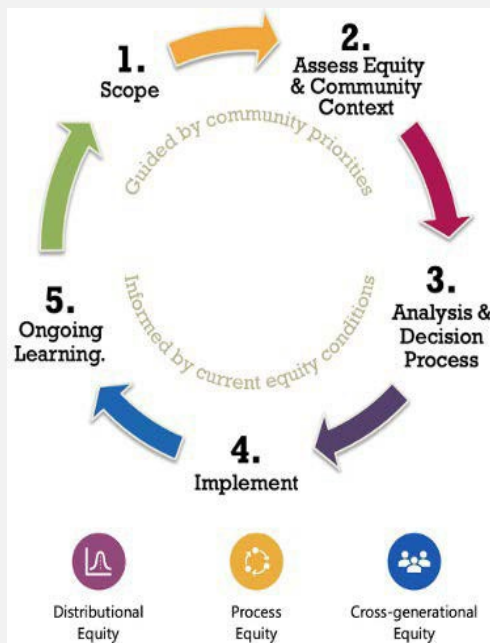 1.
Scope
2.
Assess Equity
& Community
Context
Guided by community priorities
3.
Analysis &
Decision
Process
5.
Ongoing
Learning.
Informed by current equity conditions
4.
Implement
Distributional
Equity
Process
Equity
Cross-generational
Equity